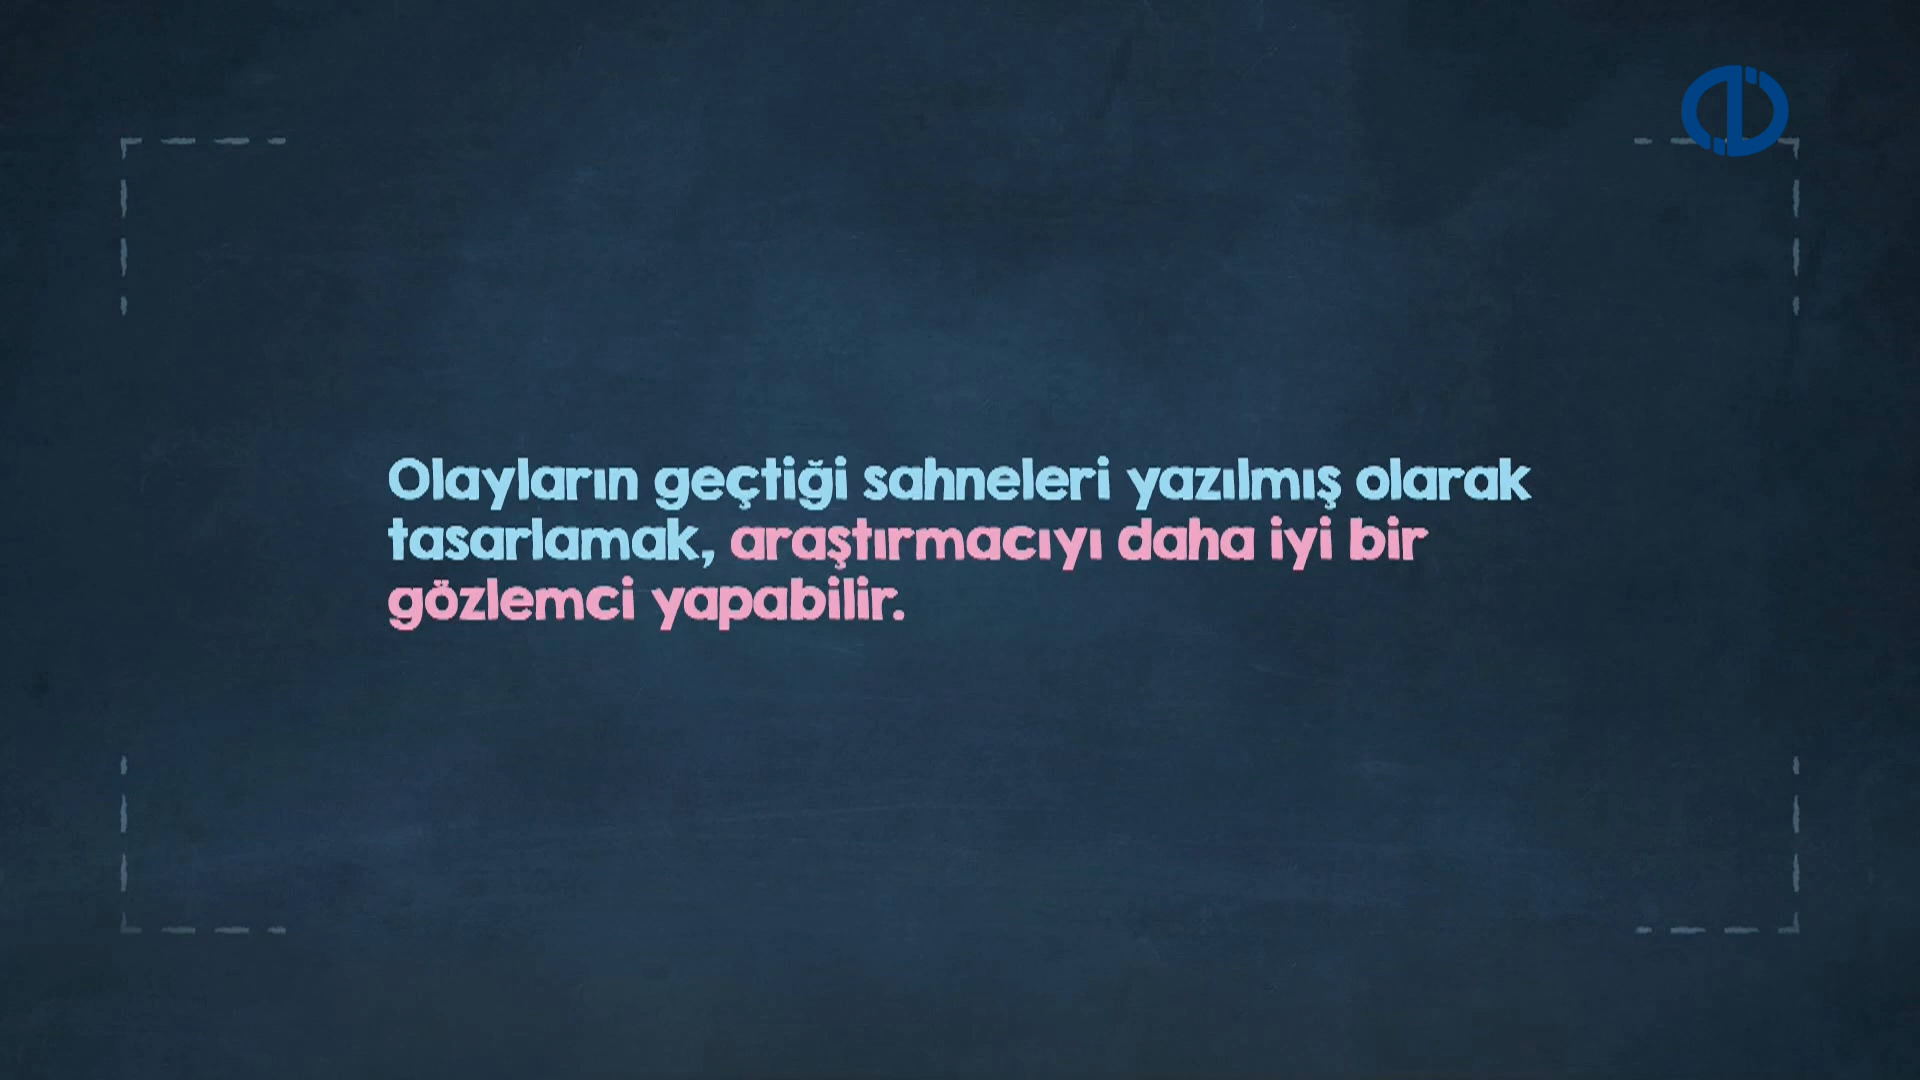 Olayların geçtiği sahneleri yazılmış olarak
tasarlamak, araştırmacıyı daha iyi bir
gözlemci yapabilir.